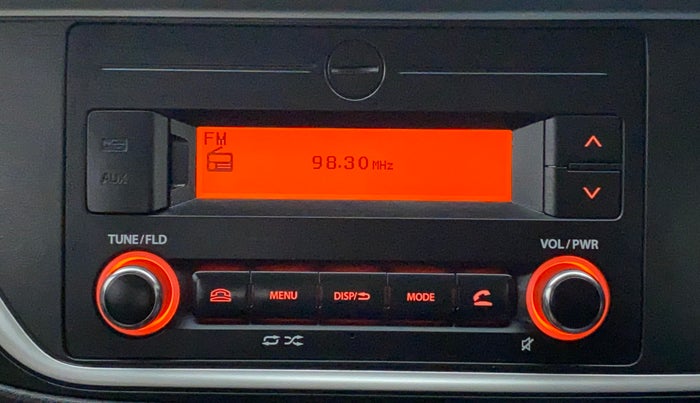 FM
98.30 MHz
AUX
TUNE/FLD
VOL/PWR
MENU
DISP/
MODE